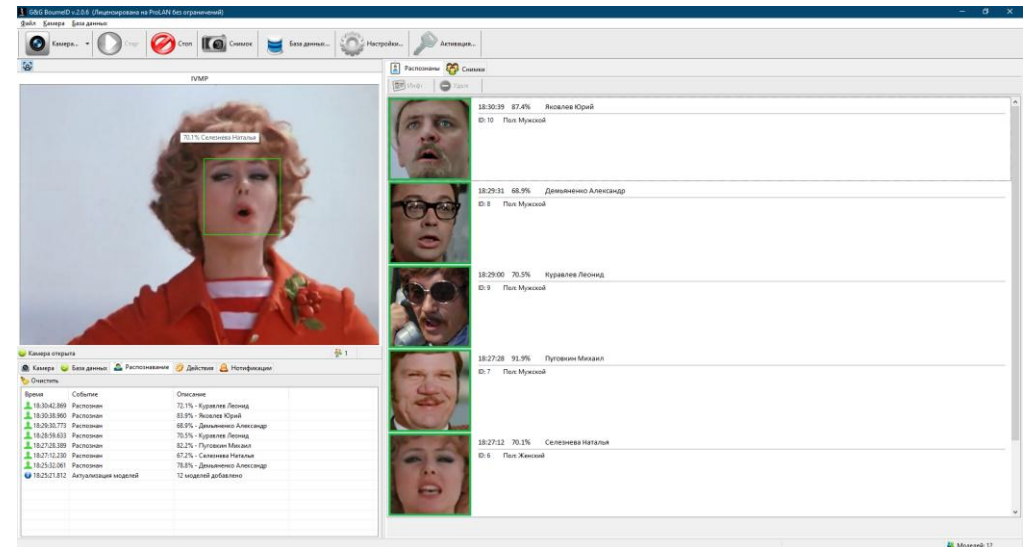 G&G BourneID v.2.0.6 (Лицензирована на ProLAN без ограничений)
Файл Камера База данных
Камера... Старт Стоп Снимок База данных... Настройки... Активация...
IVMP
70.1% Селезнева Наталья
Камера открыта 1
Камера База данных Распознавание Действия Нотификации
Очистить
Время Событие Описание
18:30:42.869 Распознан 72.1% - Куравлев Леонид
18:30:38.960 Распознан 83.9% - Яковлев Юрий
18:29:30.773 Распознан 68.9% - Демьяненко Александр
18:28:59.633 Распознан 70.5% - Куравлев Леонид
18:27:28.389 Распознан 82.2% - Пуговкин Михаил
18:27:12.230 Распознан 67.2% - Селезнева Наталья
18:25:32.061 Распознан 78.8% - Демьяненко Александр
18:25:21.812 Актуализация моделей 12 моделей добавлено
Распознаны Снимки
18:30:39 87.4% Яковлев Юрий
ID: 10 Пол: Мужской
18:29:31 68.9% Демьяненко Александр
ID: 8 Пол: Мужской
18:29:00 70.5% Куравлев Леонид
ID: 9 Пол: Мужской
18:27:28 91.9% Пуговкин Михаил
ID: 7 Пол: Мужской
18:27:12 70.1% Селезнева Наталья
ID: 6 Пол: Женский
Моделей: 12